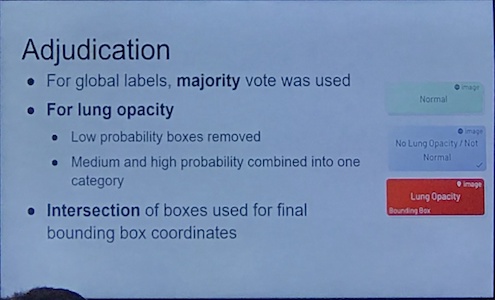 Adjudication
• For global labels, majority vote was used
• For lung opacity
• Low probability boxes removed
• Medium and high probability combined into one
category
• Intersection of boxes used for final
bounding box coordinates
image
Normal
image
No Lung Opacity / Not
Normal
image
Lung Opacity
Bounding Box